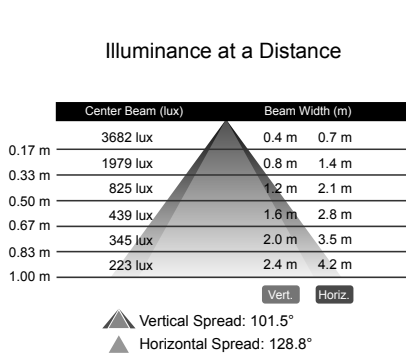 Illuminance at a Distance
Center Beam (lux) Beam Width (m)
3682 lux 0.4 m 0.7 m
0.17 m
1979 lux 0.8 m 1.4 m
0.33 m
825 lux 1.2 m 2.1 m
0.50 m
439 lux 1.6 m 2.8 m
0.67 m
345 lux 2.0 m 3.5 m
0.83 m
223 lux 2.4 m 4.2 m
1.00 m
Vert. Horiz.
Vertical Spread: 101.5°
Horizontal Spread: 128.8°